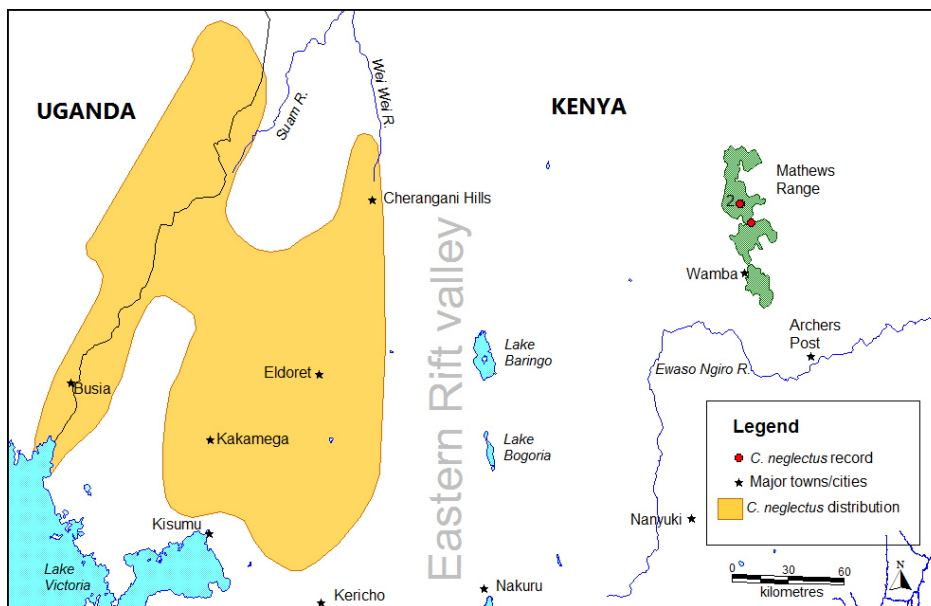 UGANDA
Suam R.
Wei Wei R.
KENYA
Cherangani Hills
Mathews
Range
2
Wamba
Eastern Rift valley
Archers
Post
Lake
Baringo
Ewaso Ngiro R.
Eldoret
Busia
Kakamega
Lake
Bogoria
Legend
C. neglectus record
Major towns/cities
C. neglectus distribution
Kisumu
Nanyuki
Lake
Victoria
Kericho
Nakuru
0 30 60
kilometres
N